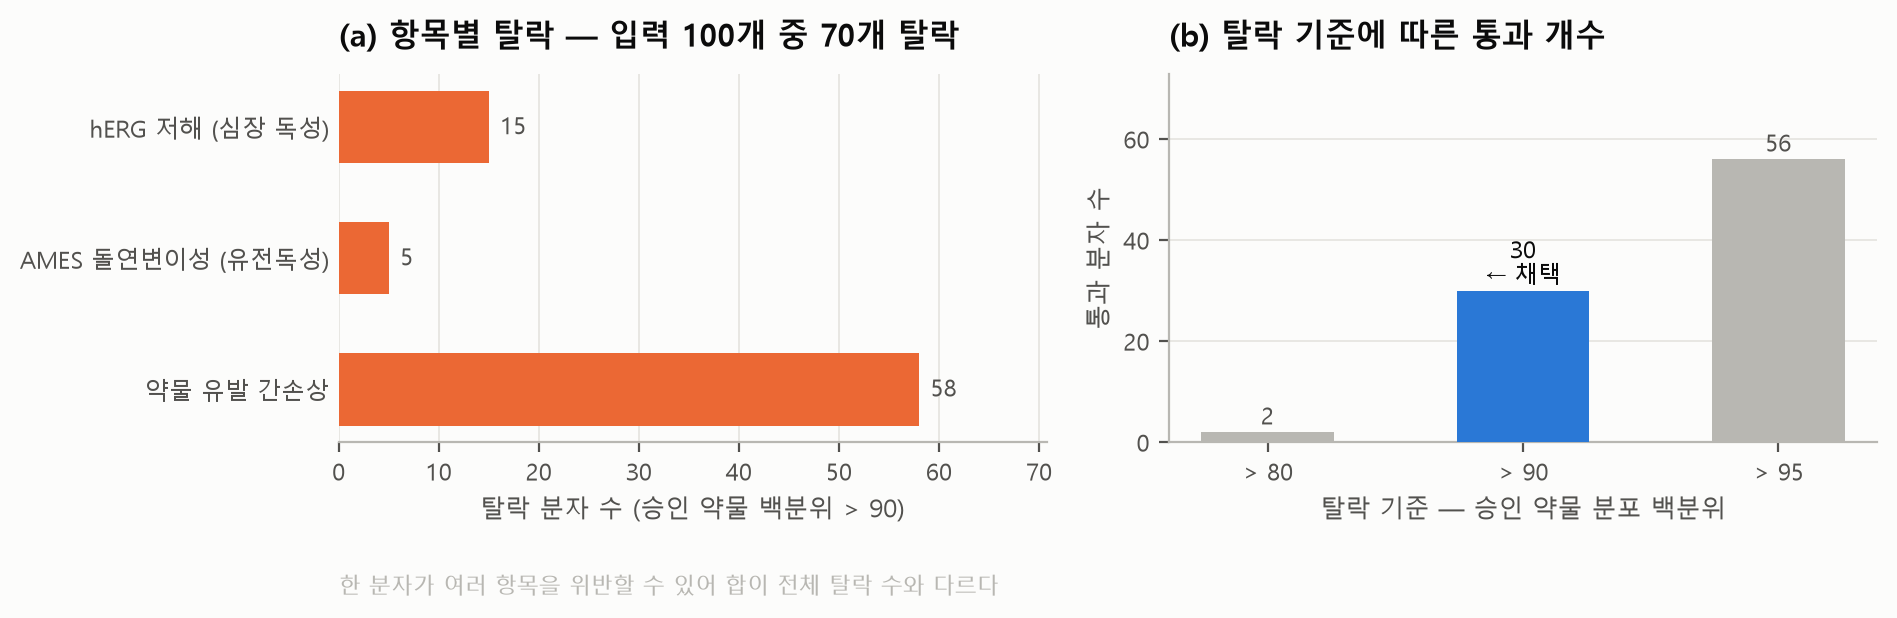 (a) 항목별 탈락 — 입력 100개 중 70개 탈락
hERG 저해 (심장 독성)
15
AMES 돌연변이성 (유전독성)
5
약물 유발 간손상
58
0 10 20 30 40 50 60 70
탈락 분자 수 (승인 약물 백분위 > 90)
한 분자가 여러 항목을 위반할 수 있어 합이 전체 탈락 수와 다르다
(b) 탈락 기준에 따른 통과 개수
통과 분자 수
60
40
20
0
2
30
← 채택
56
> 80 > 90 > 95
탈락 기준 — 승인 약물 분포 백분위